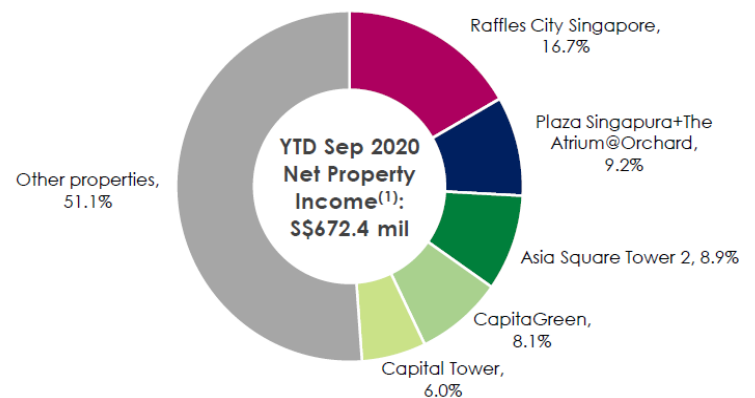 Raffles City Singapore,
16.7%
Plaza Singapura+The
Atrium@Orchard,
9.2%
Asia Square Tower 2, 8.9%
CapitaGreen,
8.1%
Capital Tower,
6.0%
Other properties,
51.1%
YTD Sep 2020
Net Property
Income(1):
S$672.4 mil